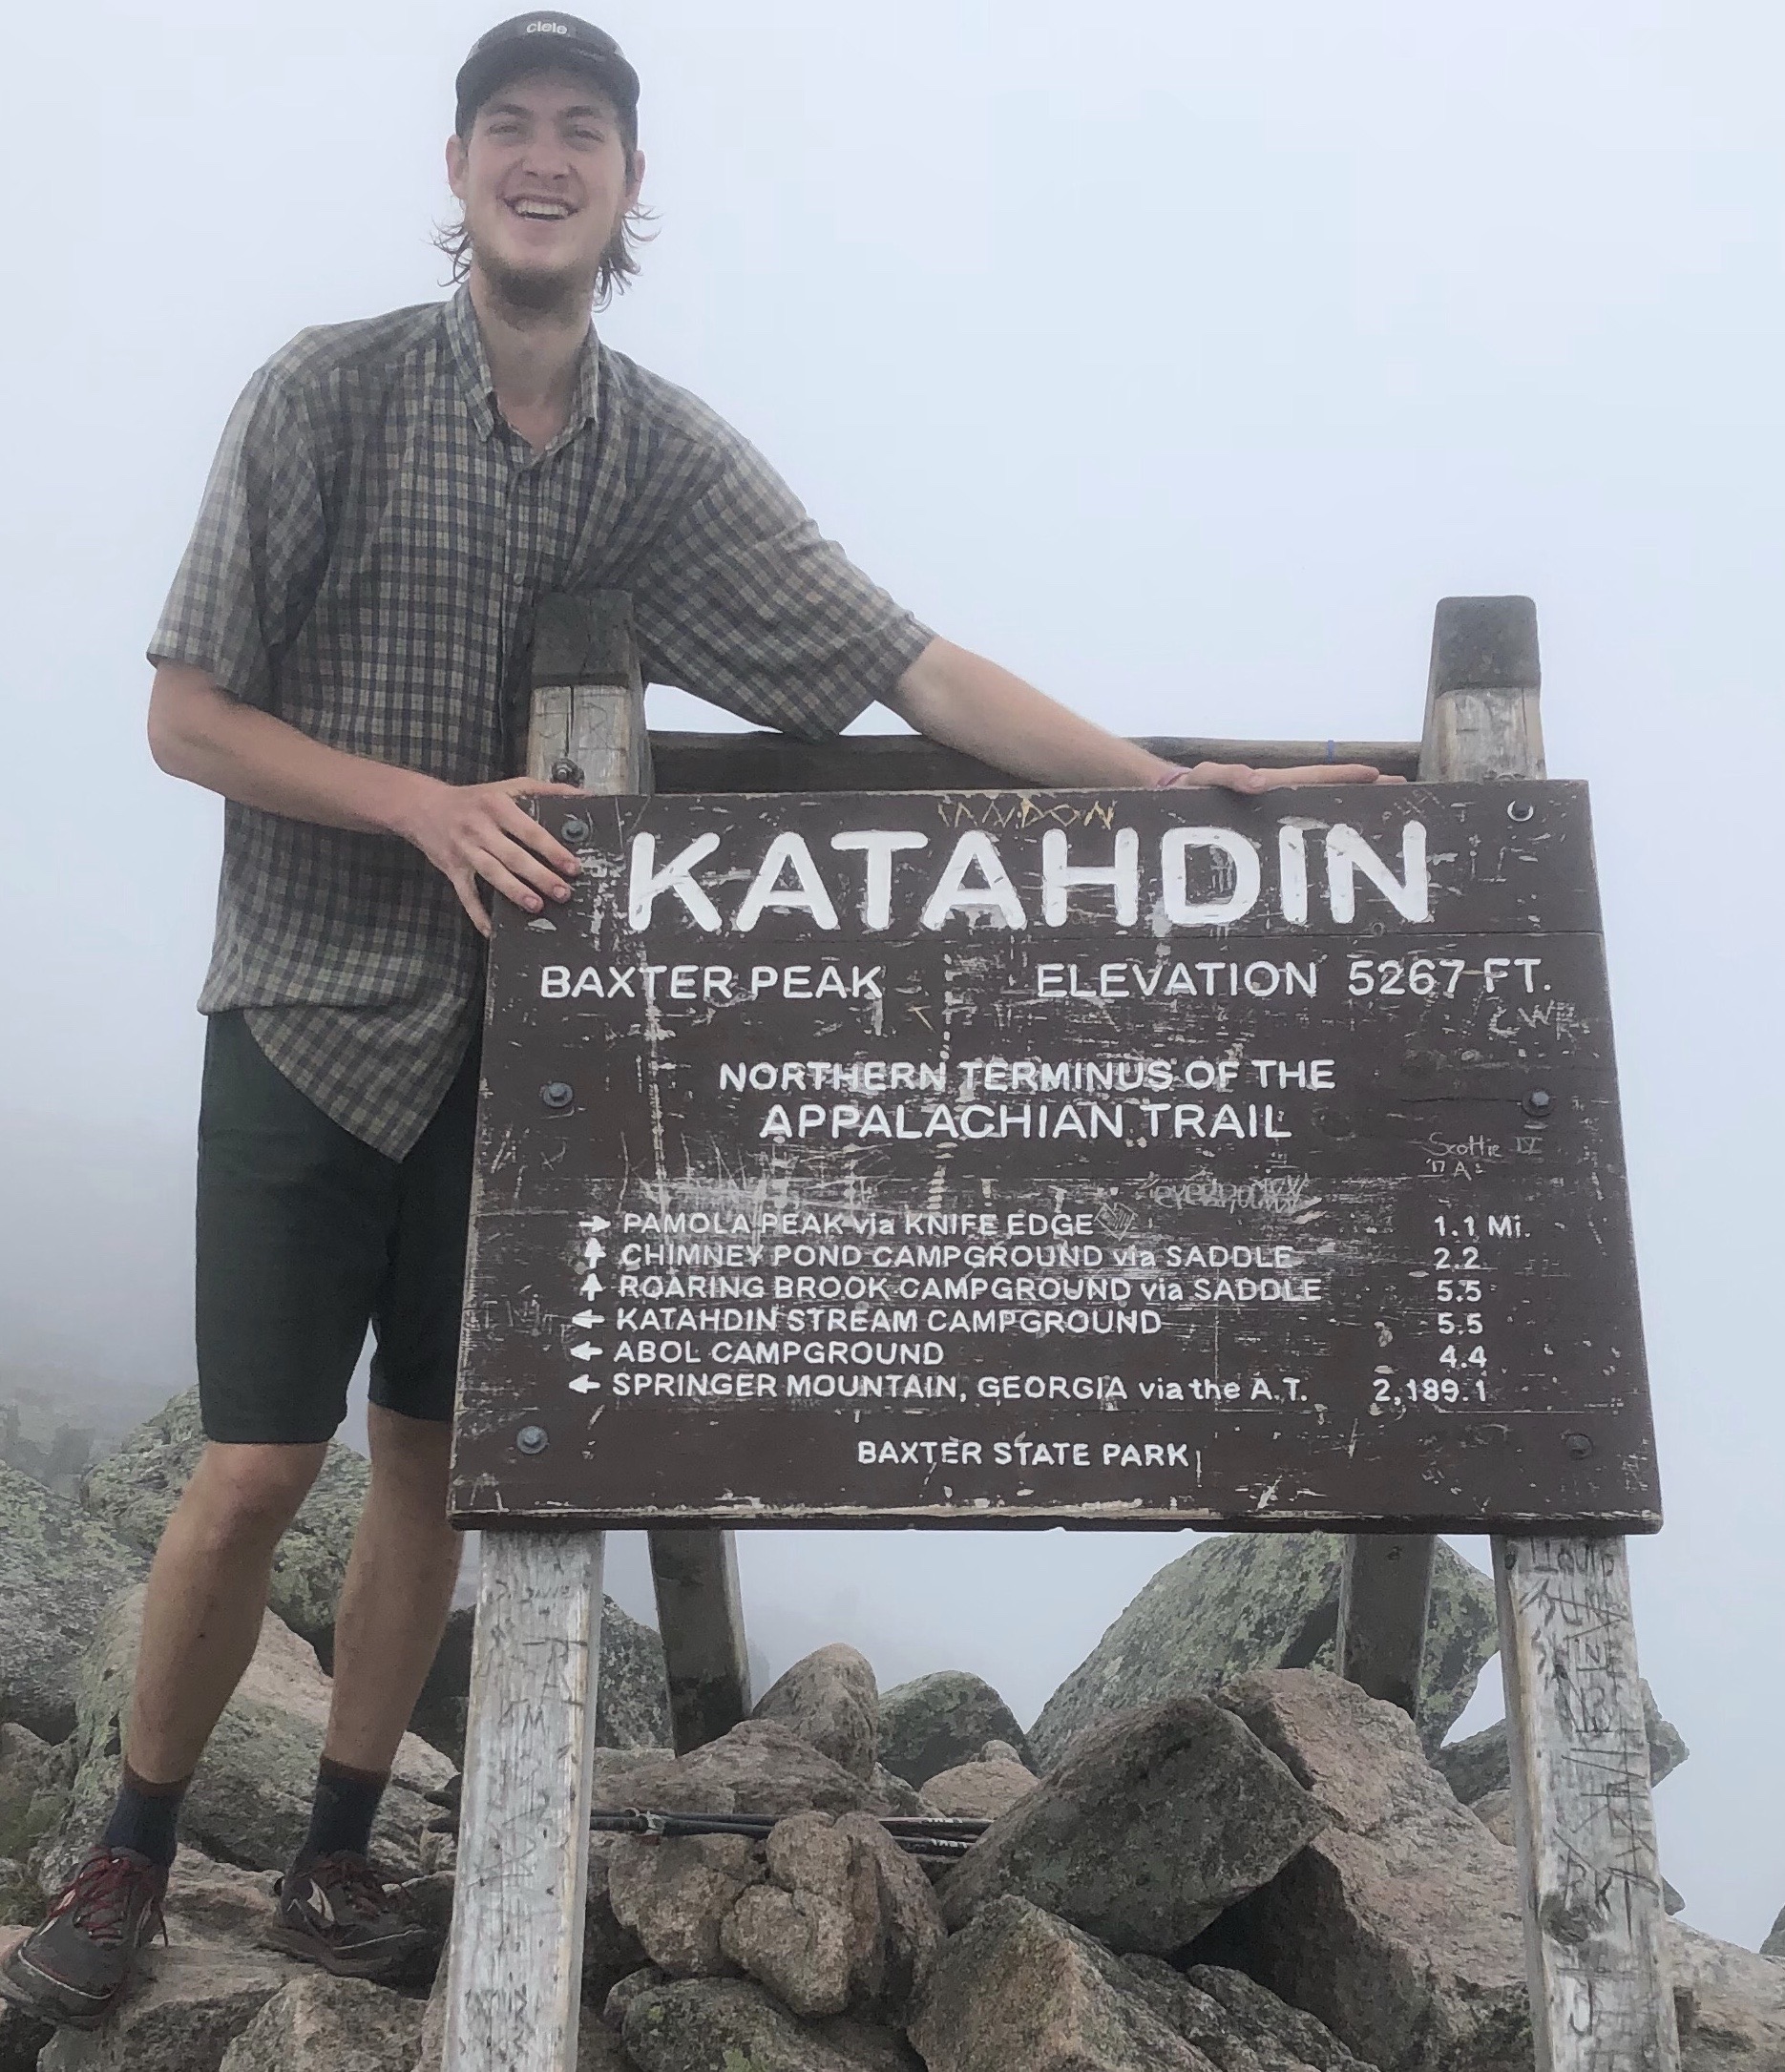 ciele
KATAHDIN
BAXTER PEAK ELEVATION 5267 FT.
NORTHERN TERMINUS OF THE
APPALACHIAN TRAIL
Scottie IV
PAMOLA PEAK via KNIFE EDGE 1.1 Mi.
CHIMNEY POND CAMPGROUND via SADDLE 2.2
ROARING BROOK CAMPGROUND via SADDLE 5.5
KATAHDIN STREAM CAMPGROUND 5.5
ABOL CAMPGROUND 4.4
SPRINGER MOUNTAIN, GEORGIA via the A.T. 2,189.1
BAXTER STATE PARK